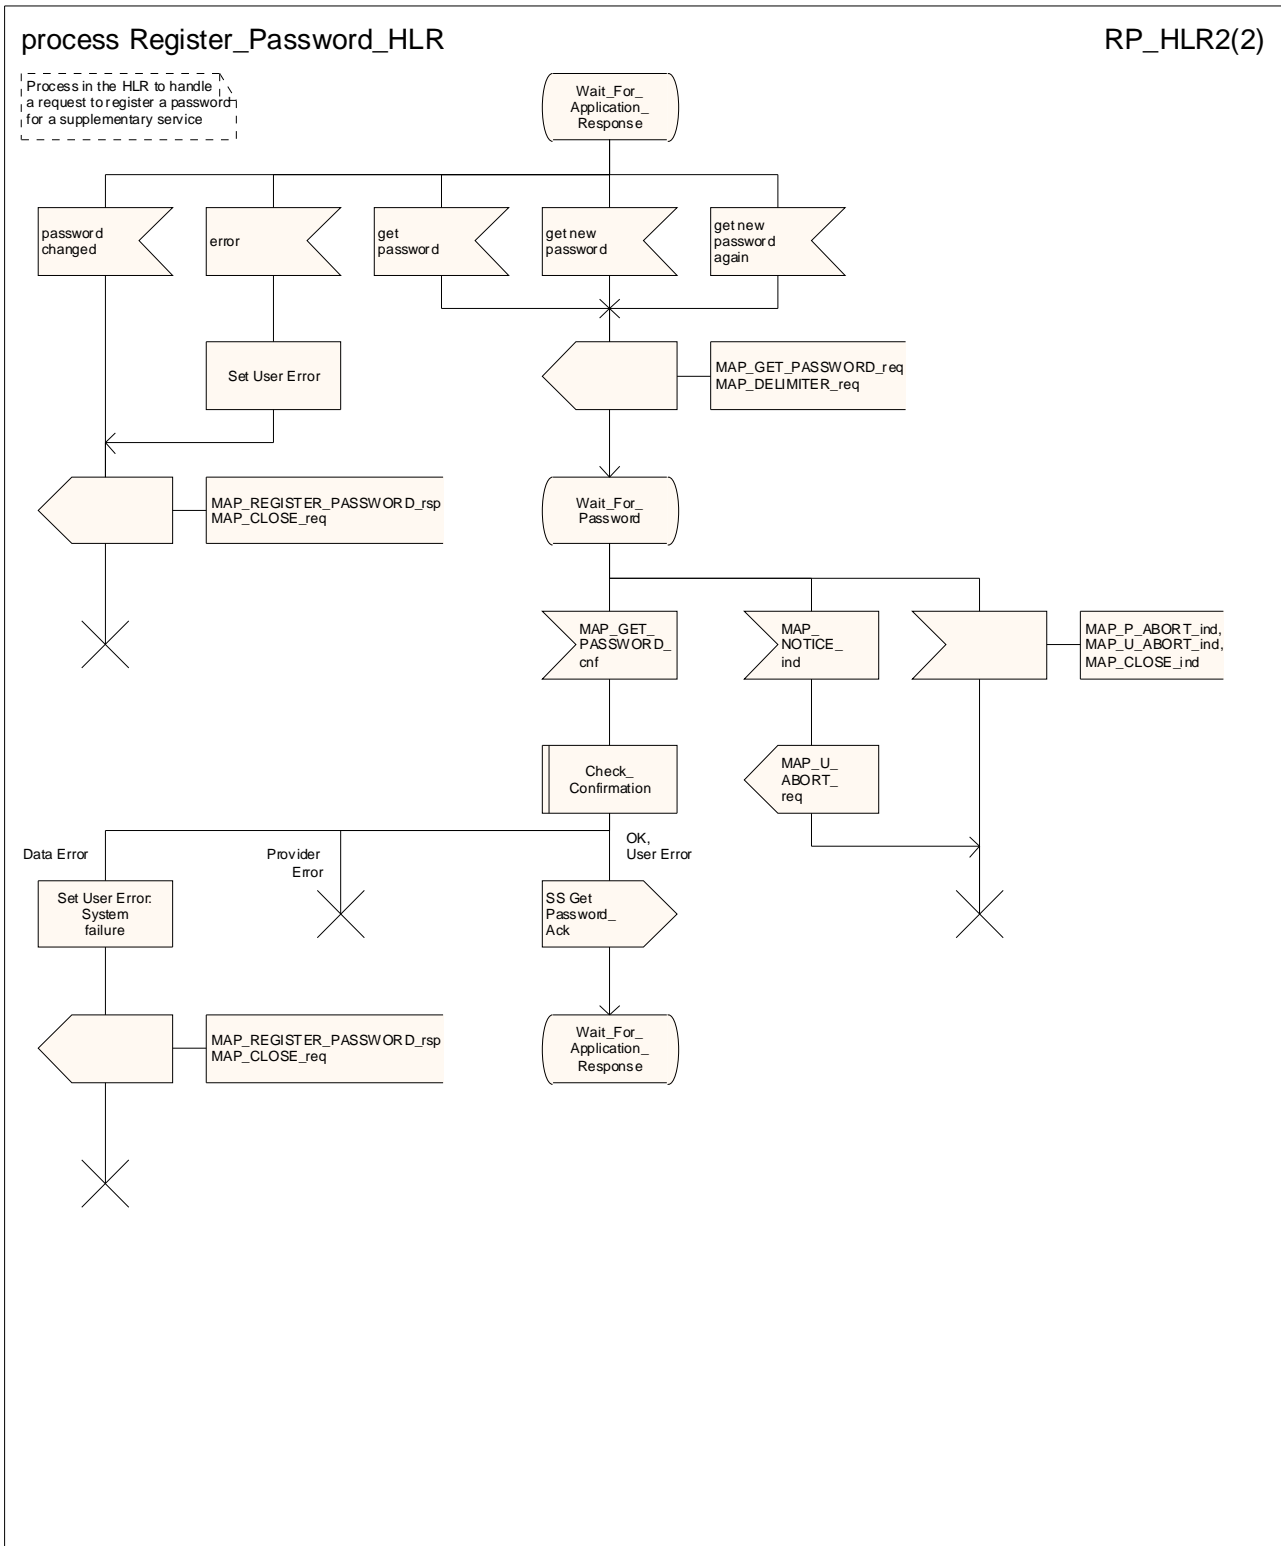 process Register_Password_HLR
RP_HLR2(2)
Process in the HLR to handle
a request to register a password
for a supplementary service
Wait_For_
Application_
Response
password
changed
error
get
password
get new
password
get new
password
again
Set User Error
MAP_GET_PASSWORD_req
MAP_DELIMITER_req
MAP_REGISTER_PASSWORD_rsp
MAP_CLOSE_req
Wait_For_
Password
MAP_GET_
PASSWORD_
cnf
MAP_
NOTICE_
ind
MAP_P_ABORT_ind,
MAP_U_ABORT_ind,
MAP_CLOSE_ind
Check_
Confirmation
MAP_U_
ABORT_
req
Data Error
Provider
Error
OK,
User Error
Set User Error:
System
failure
SS Get
Password_
Ack
MAP_REGISTER_PASSWORD_rsp
MAP_CLOSE_req
Wait_For_
Application_
Response